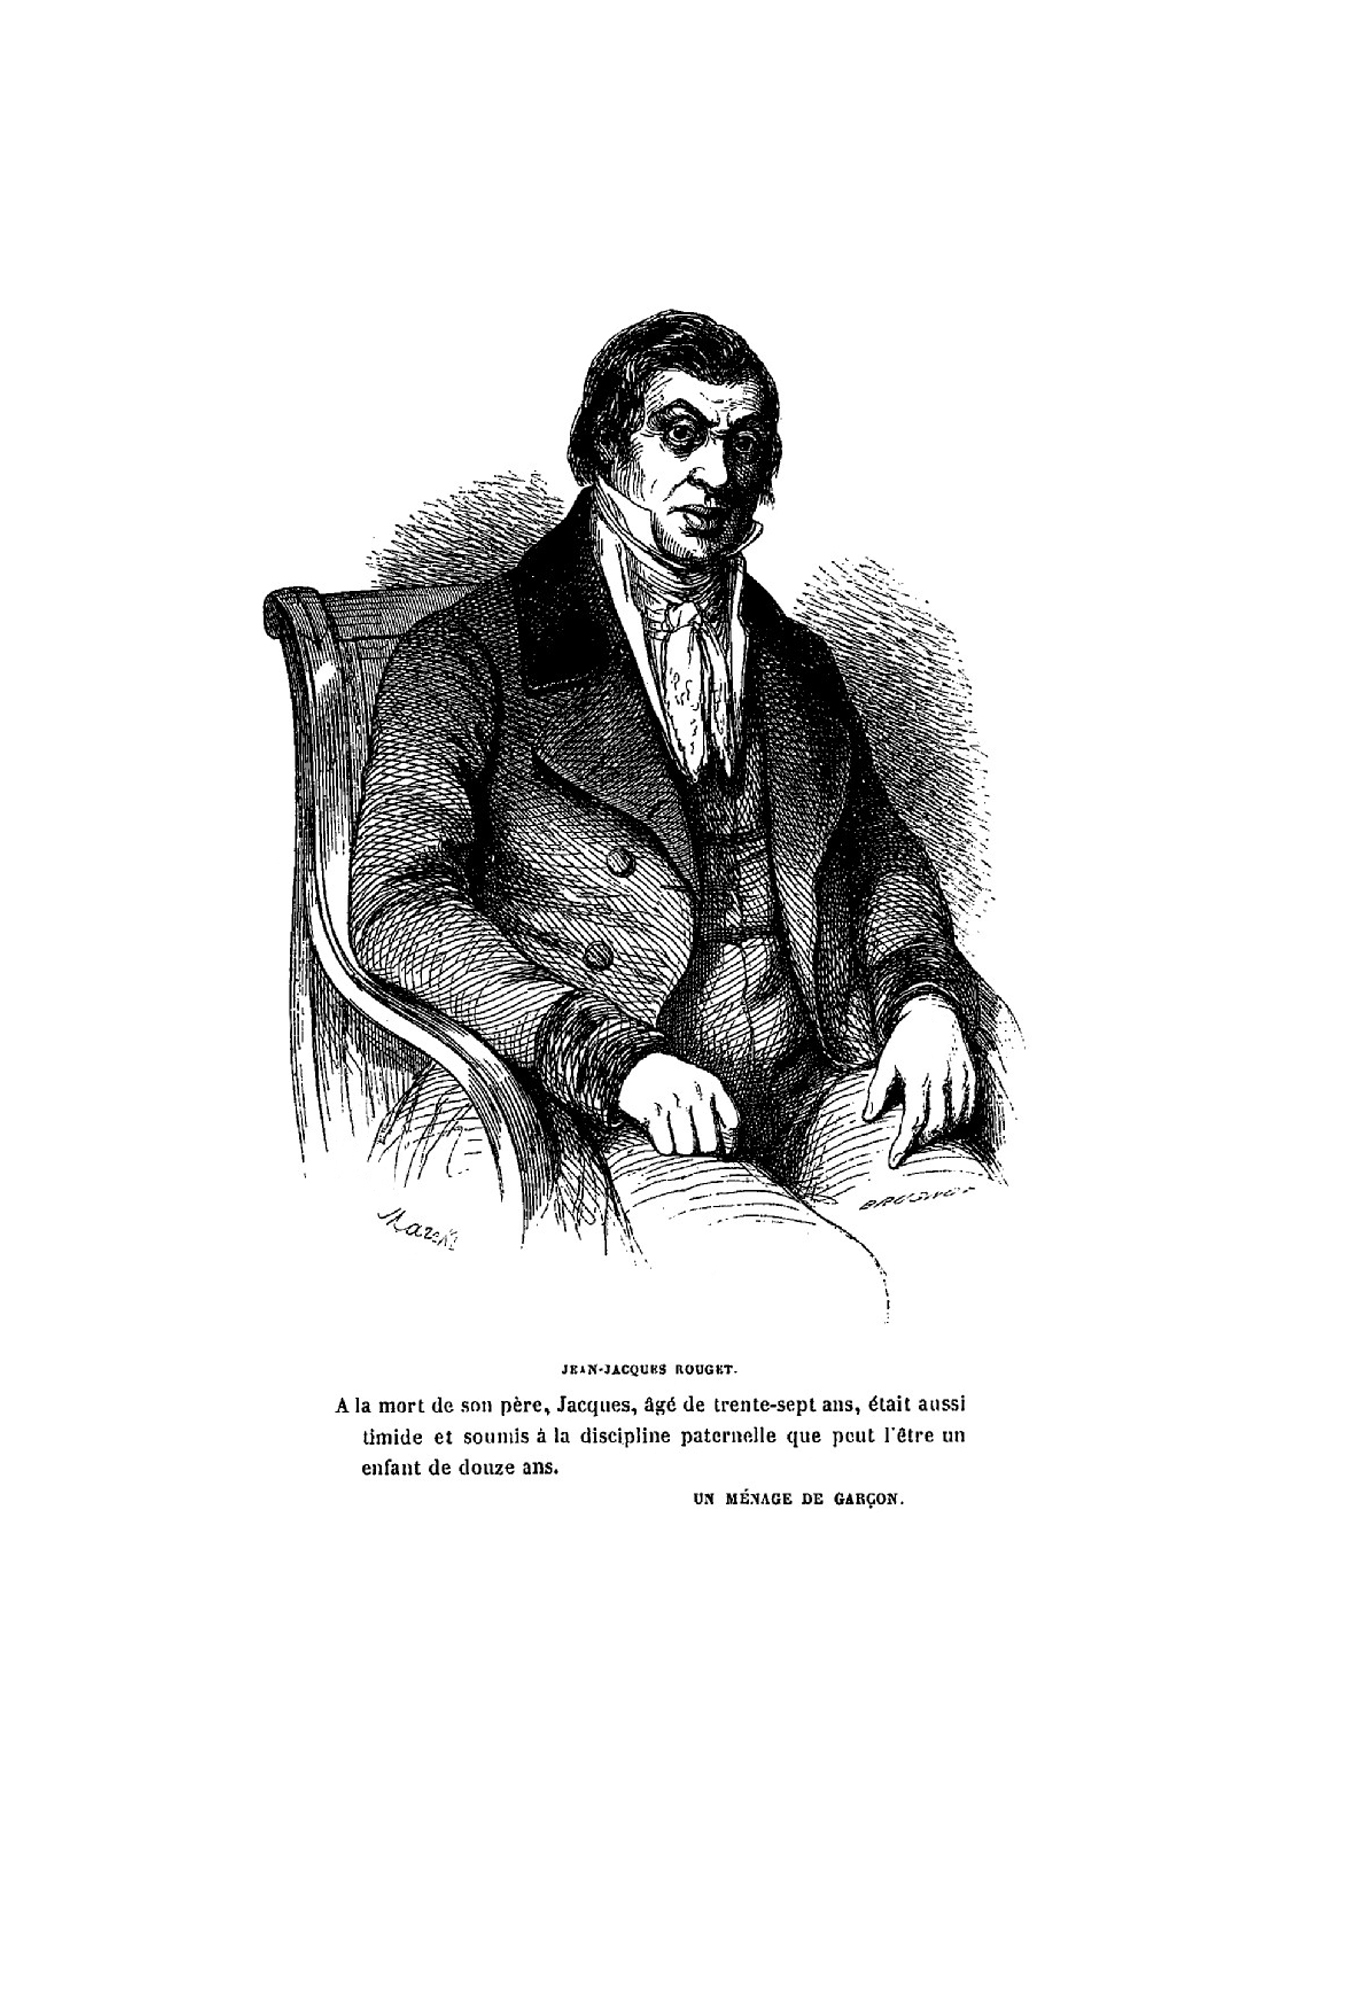 JEAN-JACQUES ROUGET.
A la mort de son père, Jacques, âgé de trente-sept ans, était aussi
timide et soumis à la discipline paternelle que peut l'être un
enfant de douze ans.
UN MÉNAGE DE GARÇON.